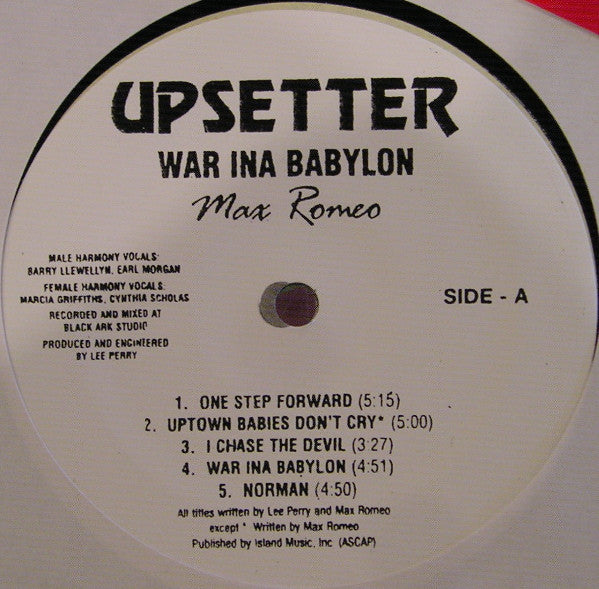 UPSETTER
WAR INA BABYLON
Max Romeo
MALE HARMONY VOCALS:
BARRY LLEWELLYN, EARL MORGAN
FEMALE HARMONY VOCALS:
MARCIA GRIFFITHS, CYNTHIA SCHOLAS
RECORDED AND MIXED AT
BLACK ARK STUDIO
PRODUCED AND ENGINEERED
BY LEE PERRY
SIDE - A
1. ONE STEP FORWARD (5:15)
2. UPTOWN BABIES DON'T CRY* (5:00)
3. I CHASE THE DEVIL (3:27)
4. WAR INA BABYLON (4:51)
5. NORMAN (4:50)
All titles written by Lee Perry and Max Romeo
except * Written by Max Romeo
Published by Island Music, Inc (ASCAP)